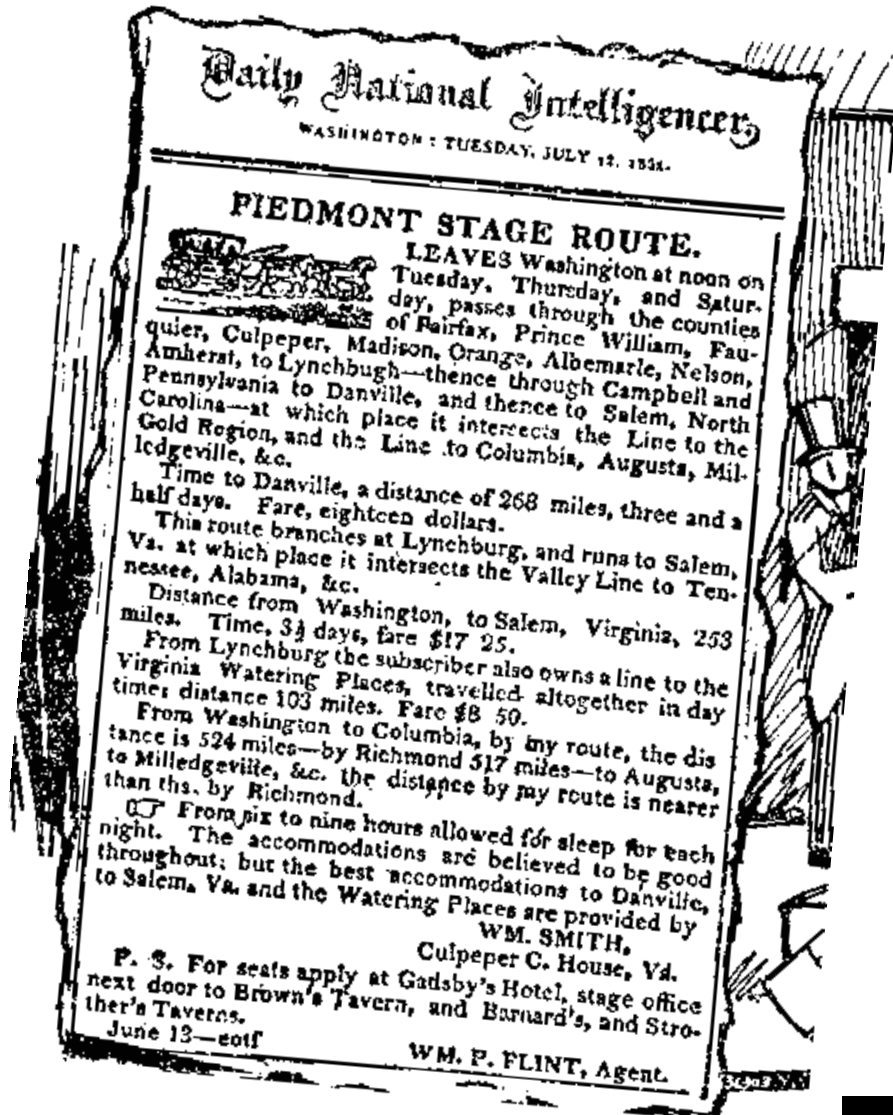 Daily National Intelligencer
WASHINGTON: TUESDAY, JULY 12,
PIEDMONT STAGE ROUTE.
LEAVES Washington at noon on
Tuesday, Thursday, and Satur-
day, passes through the counties
of Fairfax, Prince William, Fau-
quier, Culpeper, Madison, Orange, Albemarle, Nelson,
Amherst, to Lynchbugh—thence through Campbell and
Pennsylvania to Danville, and thence to Salem, North
Carolina—at which place it intersects the Line to the
Gold Region, and the Line to Columbia, Augusta, Mil-
ledgeville, &c.
Time to Danville, a distance of 268 miles, three and a
half days. Fare, eighteen dollars.
This route branches at Lynchburg, and runs to Salem,
Va. at which place it intersects the Valley Line to Ten-
nessee, Alabama, &c.
Distance from Washington, to Salem, Virginia, 253
miles. Time, 3½ days, fare $17 25.
From Lynchburg the subscriber also owns a line to the
Virginia Watering Places, travelled altogether in day
time; distance 103 miles. Fare $8 50.
From Washington to Columbia, by my route, the dis
tance is 524 miles—by Richmond 517 miles—to Augusta,
to Milledgeville, &c. the distance by my route is nearer
than ths. by Richmond.
☞ From six to nine hours allowed for sleep for each
night. The accommodations are believed to be good
throughout; but the best accommodations to Danville,
to Salem, Va. and the Watering Places are provided by
WM. SMITH,
Culpeper C. House, Va.
P. S. For seats apply at Gadsby's Hotel, stage office
next door to Brown's Tavern, and Barnard's, and Stro-
ther's Taverns.
June 13—eotf
WM. P. FLINT, Agent.